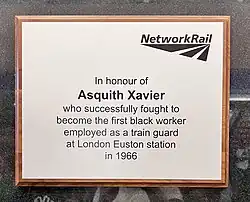 NetworkRail
In honour of
Asquith Xavier
who successfully fought to
become the first black worker
employed as a train guard
at London Euston station
in 1966